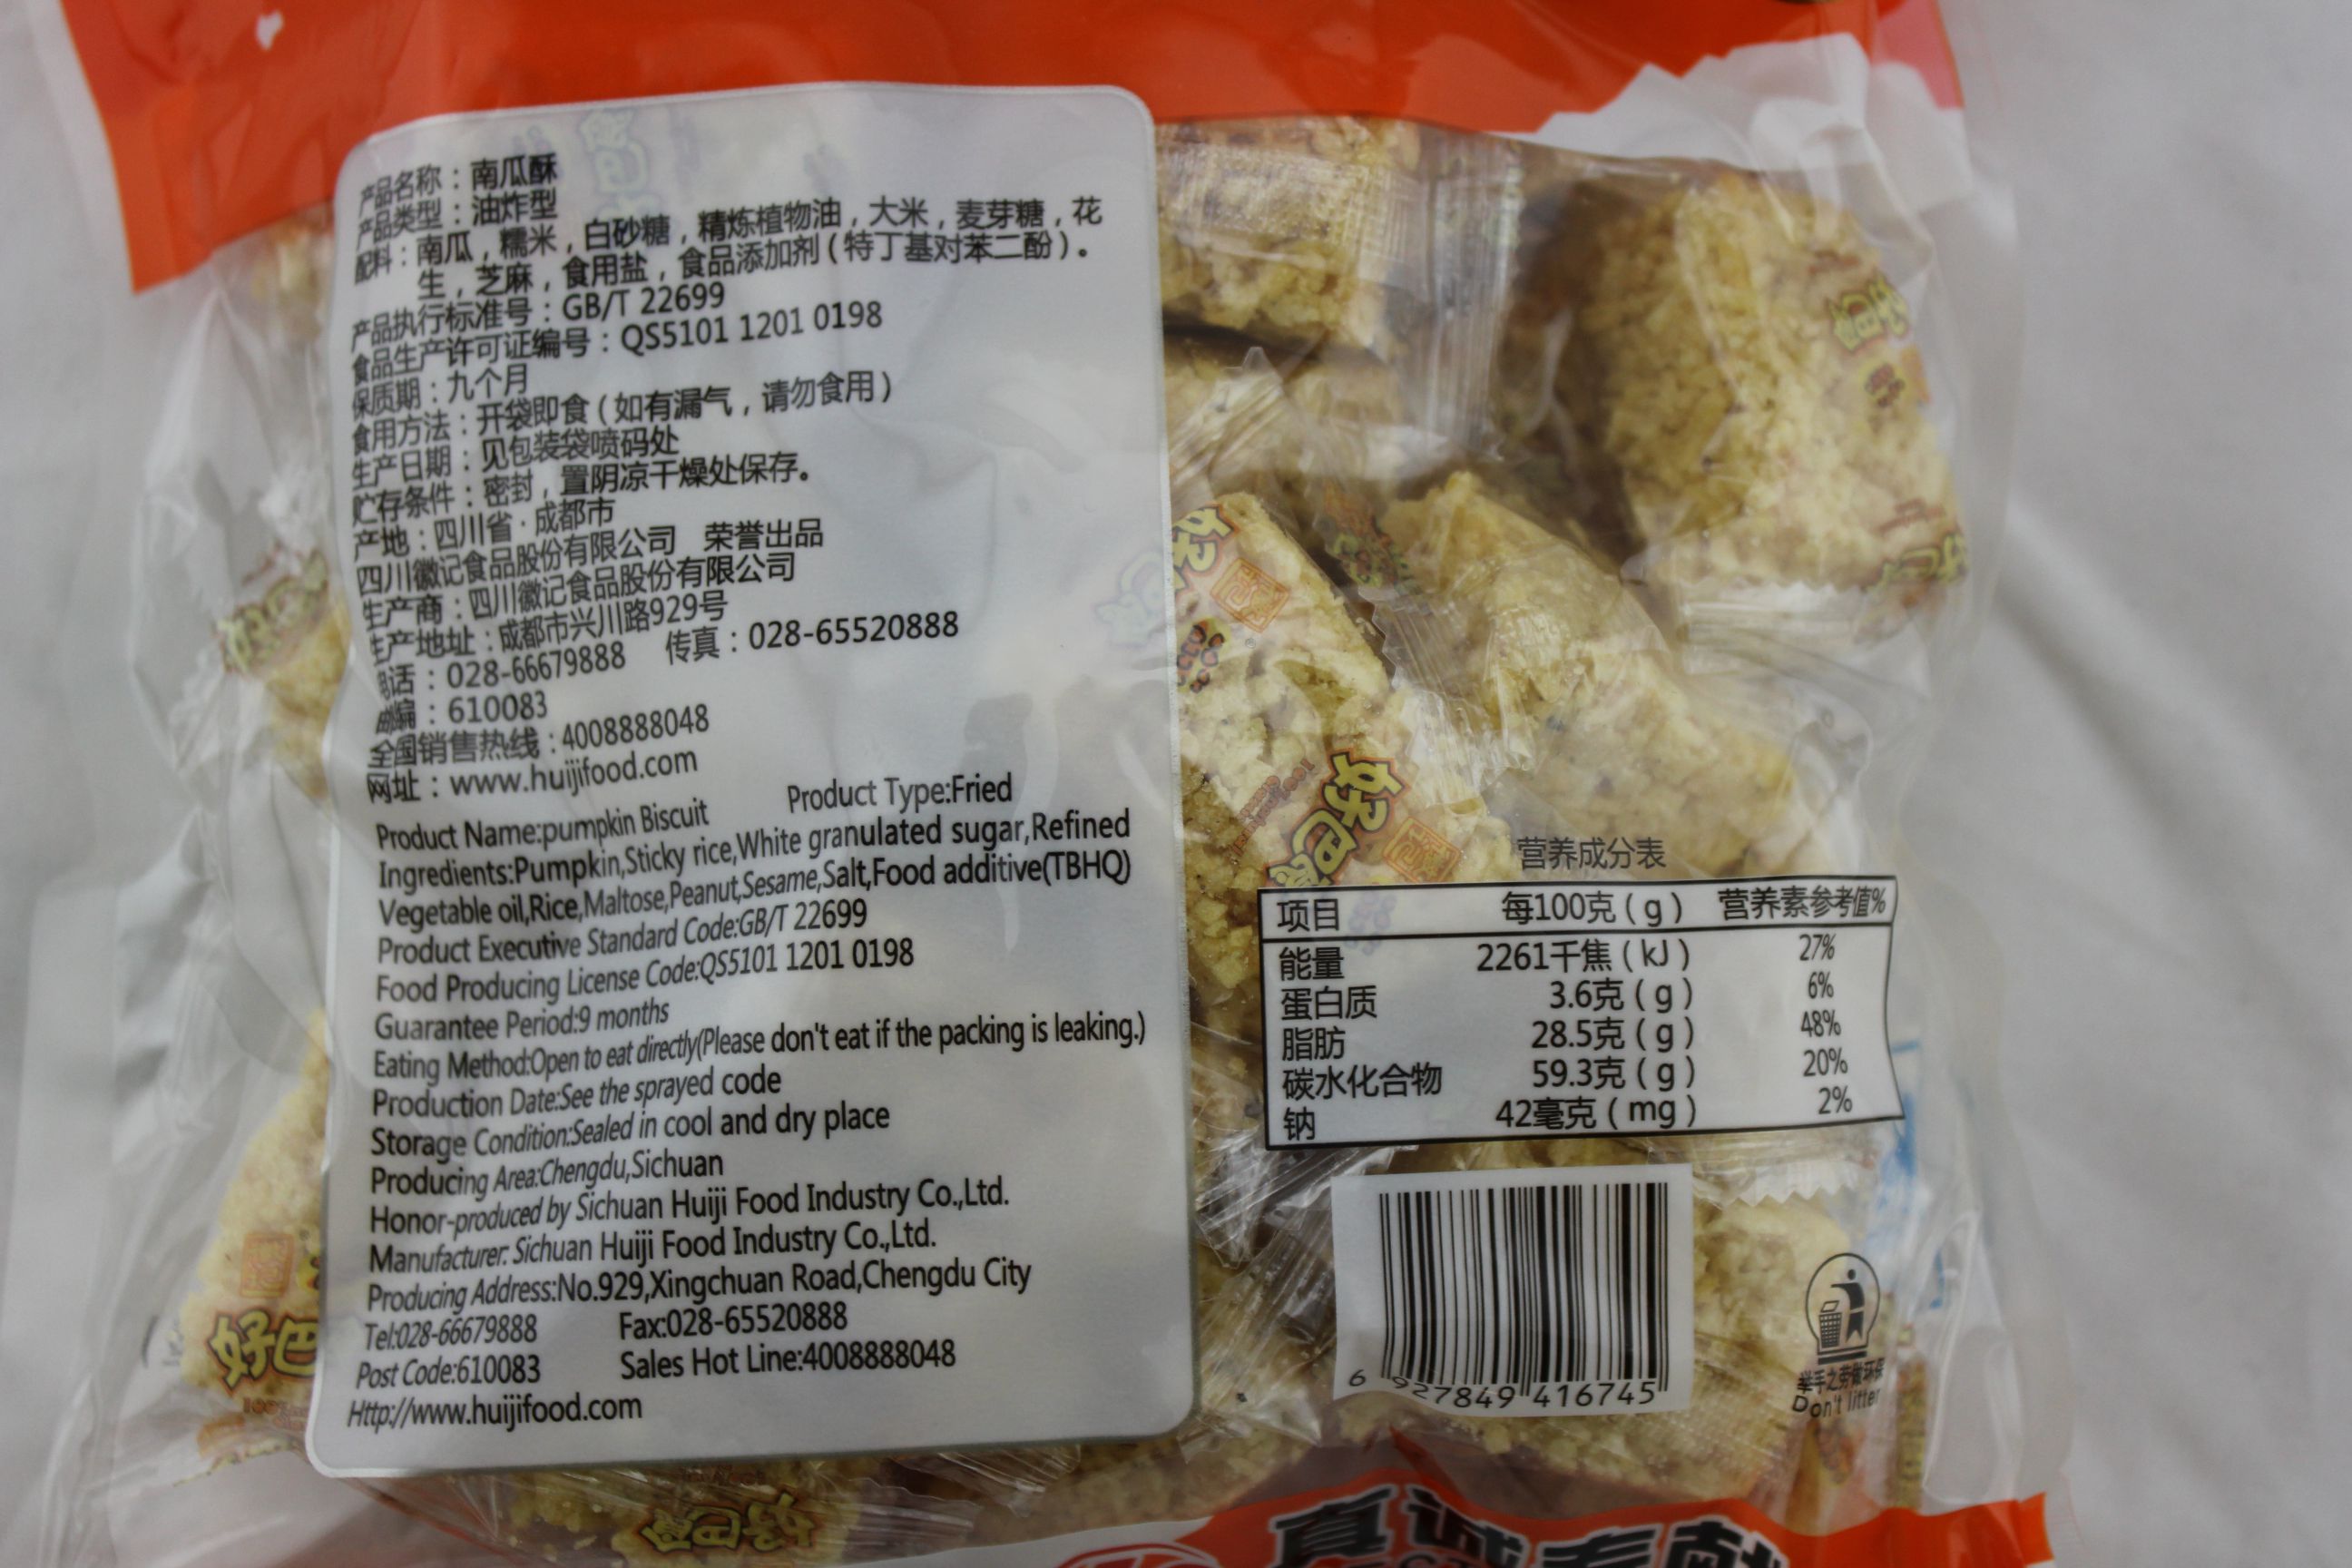 产品名称：南瓜酥
产品类型：油炸型
配料：南瓜，糯米，白砂糖，精炼植物油，大米，麦芽糖，花
生，芝麻，食用盐，食品添加剂（特丁基对苯二酚）。
产品执行标准号：GB/T 22699
食品生产许可证编号：QS5101 1201 0198
保质期：九个月
食用方法：开袋即食（如有漏气，请勿食用）
生产日期：见包装袋喷码处
贮存条件：密封，置阴凉干燥处保存。
产地：四川省·成都市
四川徽记食品股份有限公司 荣誉出品
生产商：四川徽记食品股份有限公司
生产地址：成都市兴川路929号
电话：028-66679888 传真：028-65520888
邮编：610083
全国销售热线：4008888048
网址：www.huijifood.com
Product Name:pumpkin Biscuit Product Type:Fried
Ingredients:Pumpkin,Sticky rice,White granulated sugar,Refined
Vegetable oil,Rice,Maltose,Peanut,Sesame,Salt,Food additive(TBHQ)
Product Executive Standard Code:GB/T 22699
Food Producing License Code:QS5101 1201 0198
Guarantee Period:9 months
Eating Method:Open to eat directly(Please don't eat if the packing is leaking.)
Production Date:See the sprayed code
Storage Condition:Sealed in cool and dry place
Producing Area:Chengdu,Sichuan
Honor-produced by Sichuan Huiji Food Industry Co.,Ltd.
Manufacturer: Sichuan Huiji Food Industry Co.,Ltd.
Producing Address:No.929,Xingchuan Road,Chengdu City
Tel:028-66679888 Fax:028-65520888
Post Code:610083 Sales Hot Line:4008888048
Http://www.huijifood.com
营养成分表
项目 每100克（g） 营养素参考值%
能量 2261千焦（kJ） 27%
蛋白质 3.6克（g） 6%
脂肪 28.5克（g） 48%
碳水化合物 59.3克（g） 20%
钠 42毫克（mg） 2%
6 927849 416745
举手之劳做环保
Don't litter
好巴食
好巴食
好巴
好巴食
真诚